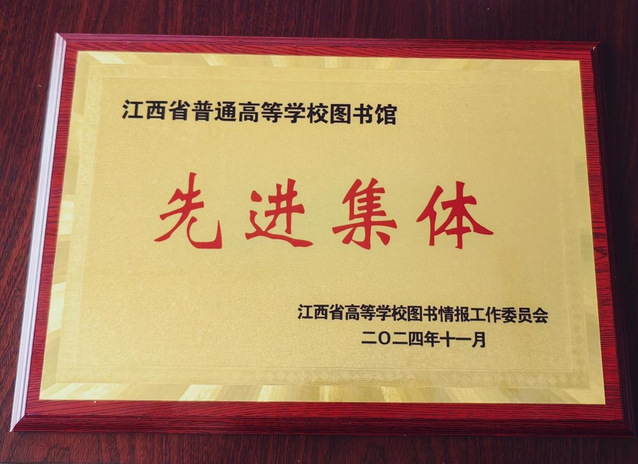 江西省普通高等学校图书馆
先进集体
江西省高等学校图书情报工作委员会
二〇二四年十一月